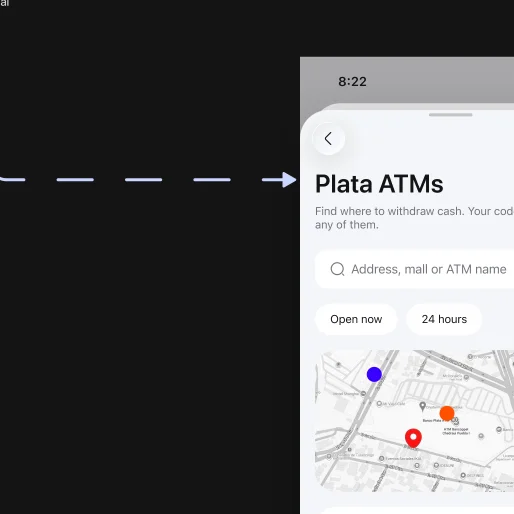 al
8:22
Plata ATMs
Find where to withdraw cash. Your cod
any of them.
Address, mall or ATM name
Open now
24 hours